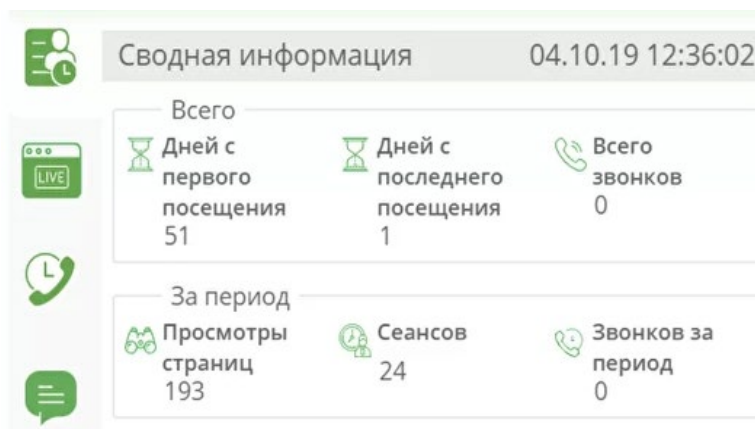 Сводная информация 04.10.19 12:36:02
LIVE
Всего
Дней с
первого
посещения
51
Дней с
последнего
посещения
1
Всего
звонков
0
За период
Просмотры
страниц
193
Сеансов
24
Звонков за
период
0